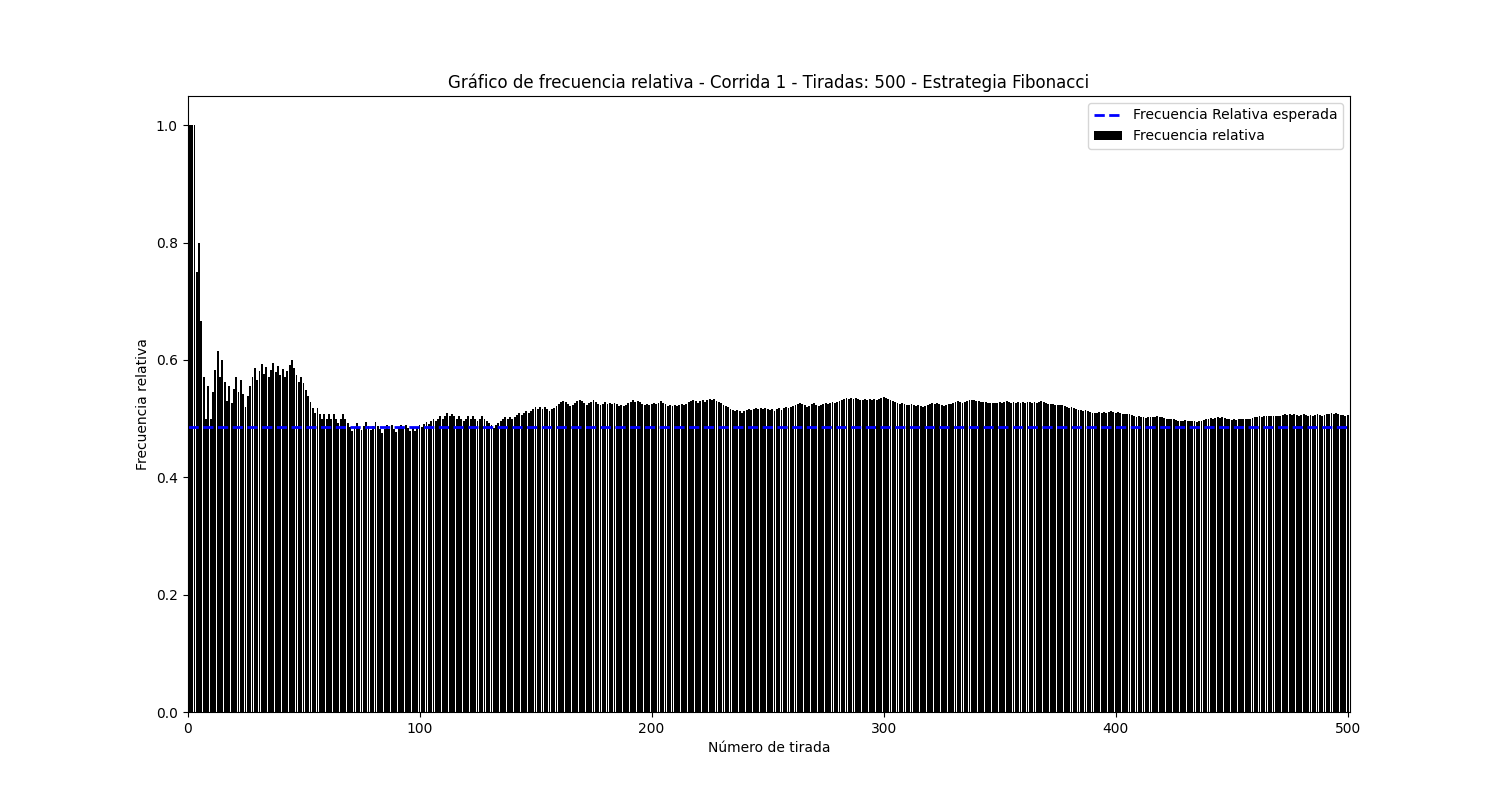 Gráfico de frecuencia relativa - Corrida 1 - Tiradas: 500 - Estrategia Fibonacci
Frecuencia Relativa esperada
Frecuencia relativa
Frecuencia relativa
1.0
0.8
0.6
0.4
0.2
0.0
0 100 200 300 400 500
Número de tirada